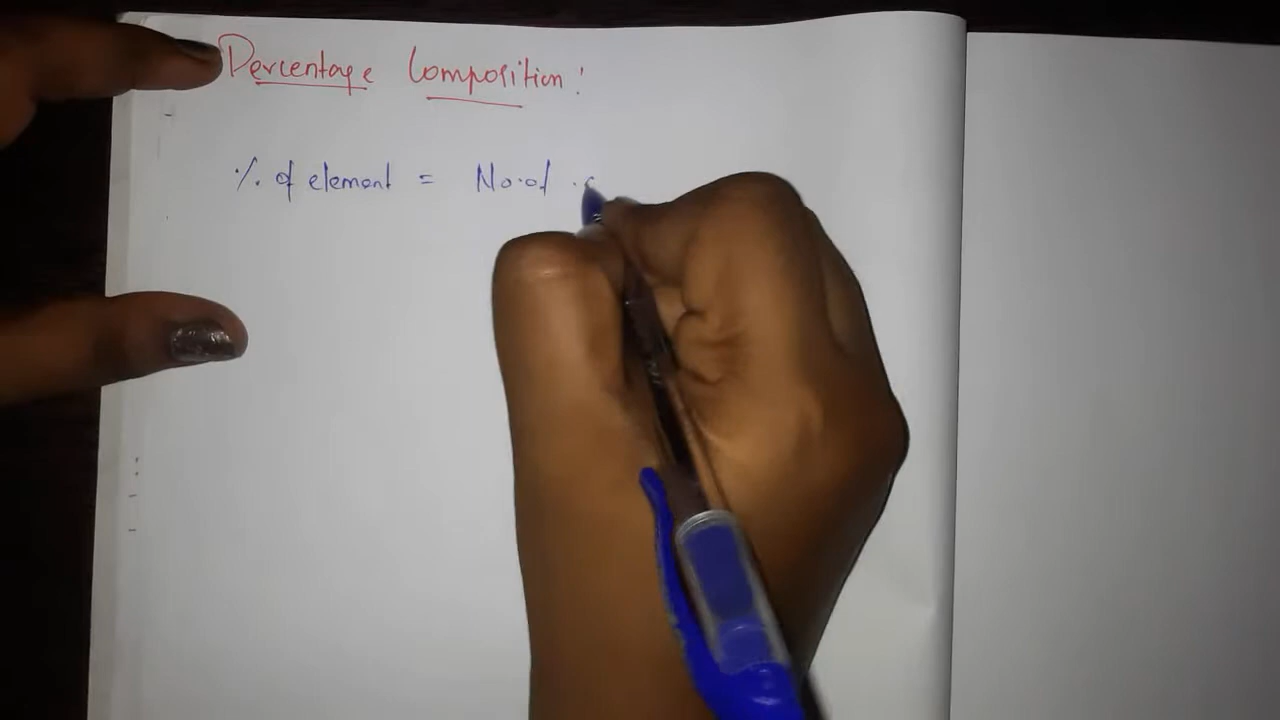 Percentage Composition:
% of element = No. of